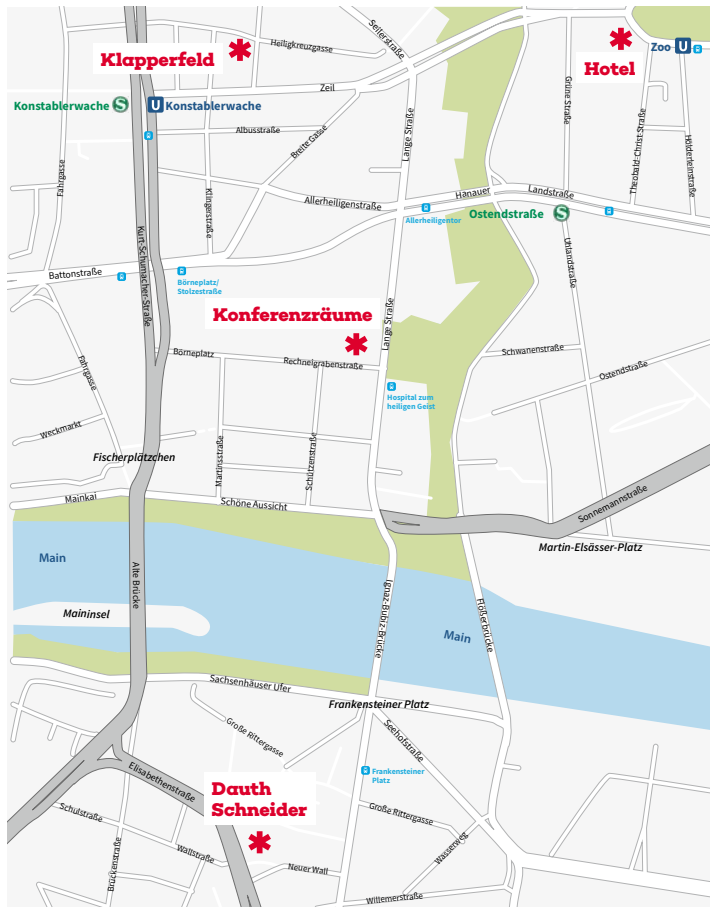 Seilerstraße
Klapperfeld
Heiligkreuzgasse
Hotel
Zoo U
Zeil
Grüne Straße
Konstablerwache S
U Konstablerwache
Albusstraße
Breite Gasse
Lange Straße
Theobald-Christ-Straße
Hölderleinstraße
Fahrgasse
Klingerstraße
Allerheiligenstraße
Hanauer
Landstraße
Allerheiligentor
Ostendstraße S
Kurt-Schumacher-Straße
Uhlandstraße
Battonstraße
Börneplatz/
Stolzestraße
Konferenzräume
Lange Straße
Börneplatz
Rechneigrabenstraße
Schwanenstraße
Fahrgasse
Ostendstraße
Hospital zum
heiligen Geist
Weckmarkt
Fischerplätzchen
Martinsstraße
Schützenstraße
Mainkai
Schöne Aussicht
Sonnemannstraße
Martin-Elsässer-Platz
Main
Alte Brücke
Ignaz-Bubiz-Brücke
Flößerbrücke
Maininsel
Main
Sachsenhäuser Ufer
Frankensteiner Platz
Große Rittergasse
Seehofstraße
Elisabethenstraße
Frankensteiner
Platz
Dauth
Schneider
Schulstraße
Große Rittergasse
Wallstraße
Wasserweg
Brückenstraße
Neuer Wall
Willemerstraße